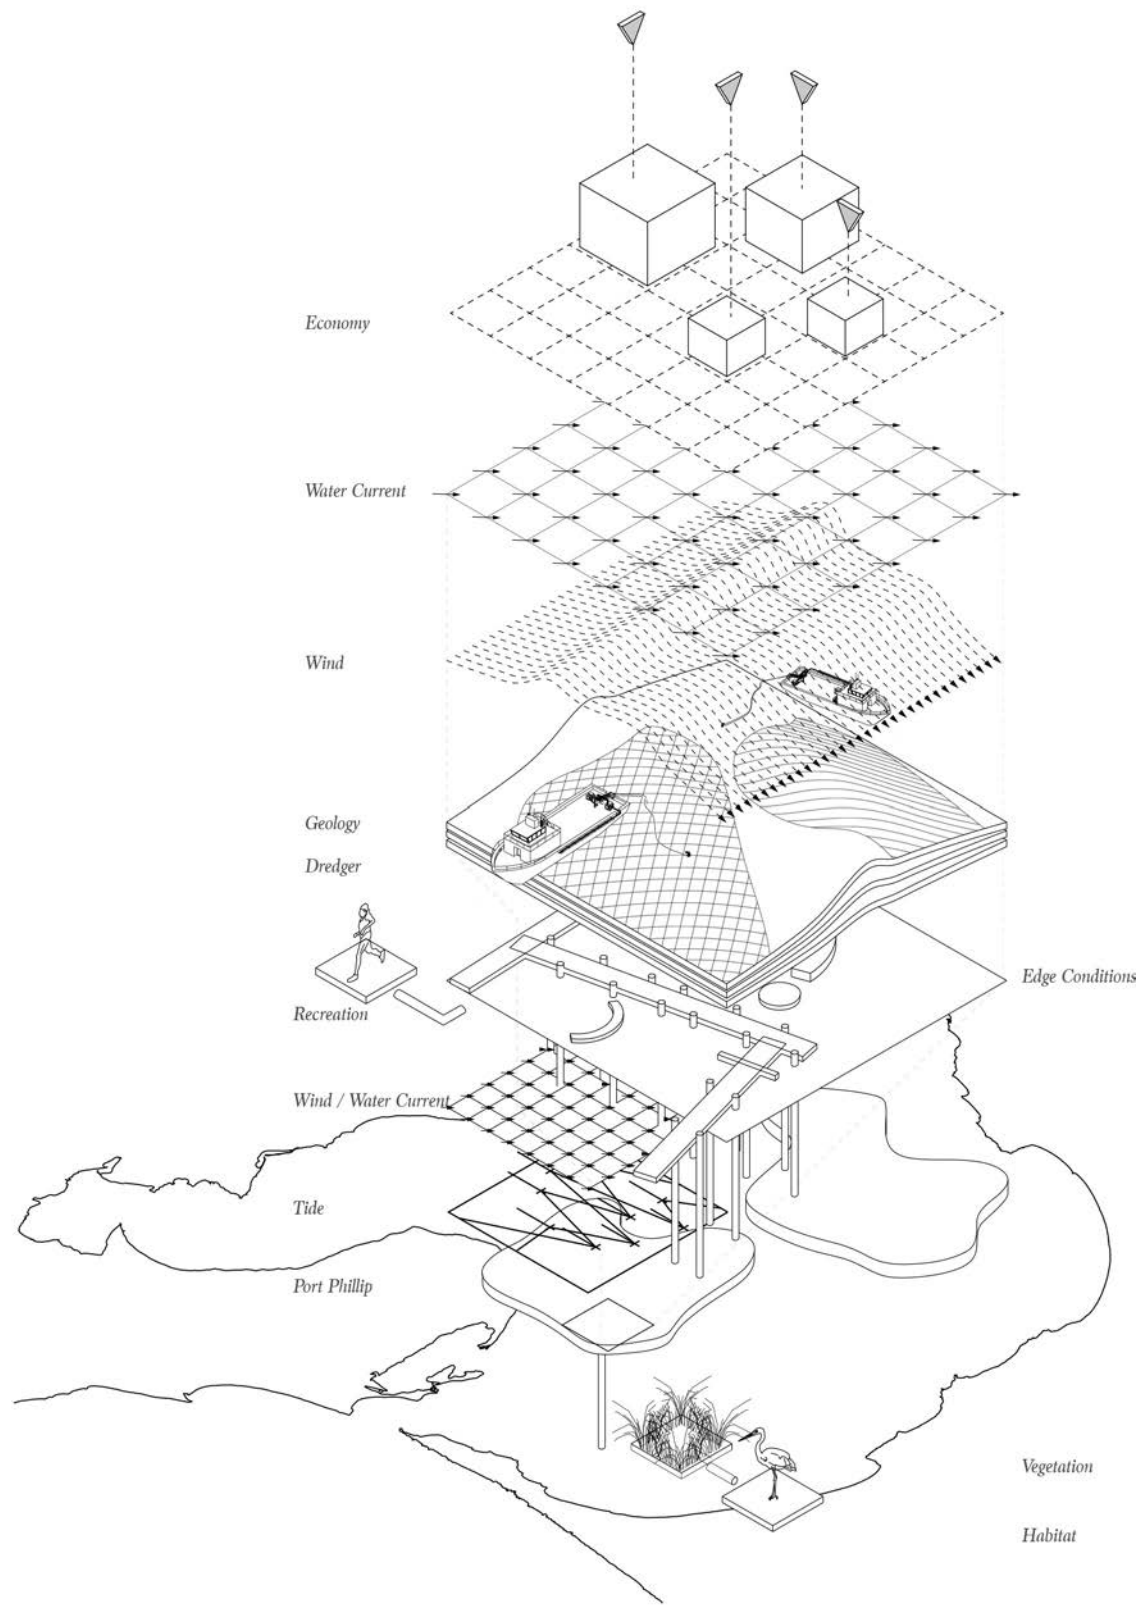 Economy
Water Current
Wind
Geology
Dredger
Edge Conditions
Recreation
Wind / Water Current
Tide
Port Phillip
Vegetation
Habitat